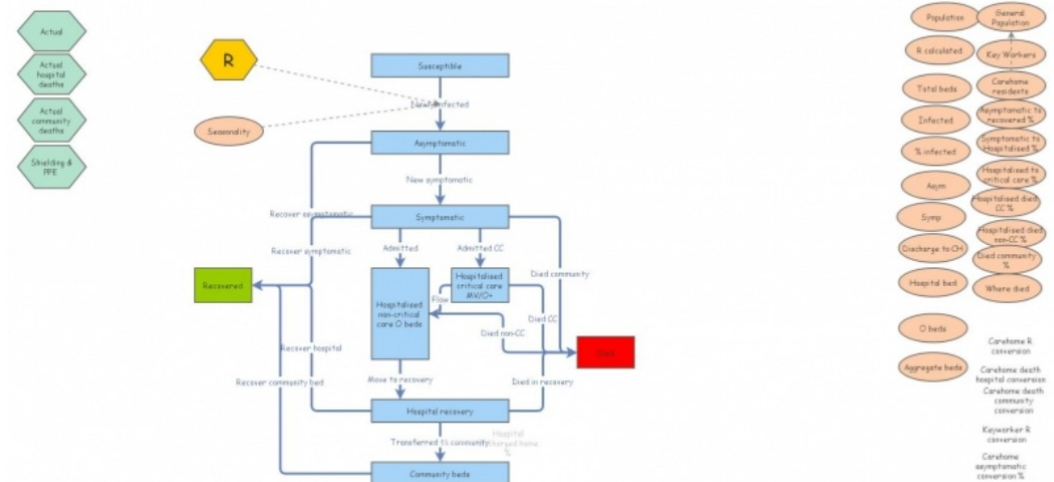 Actual
Actual
hospital
deaths
Actual
community
deaths
Shielding &
PPE
R
Seasonality
Susceptible
Newly infected
Asymptomatic
New symptomatic
Recover asymptomatic
Symptomatic
Recover symptomatic
Admitted
Admitted CC
Died community
Recovered
Hospitalised
critical care
MV/O+
Flow
Hospitalised
non-critical
care O beds
Died CC
Died non-CC
Recover hospital
Move to recovery
Recover community bed
Died in recovery
Hospital recovery
Transferred to community
Hospital
home
%
Community beds
Population
General
Population
R calculated
Key Workers
Total beds
Carehome
residents
Infected
Asymptomatic to
recovered %
% infected
Symptomatic to
Hospitalised %
Asym
Hospitalised to
critical care %
Symp
Hospitalised died
CC %
Discharge to CH
Hospitalised died
non-CC %
Died community
%
Hospital bed
Where died
O beds
Aggregate beds
Carehome R
conversion
Carehome death
hospital conversion
Carehome death
community
conversion
Keyworker R
conversion
Carehome
asymptomatic
conversion %